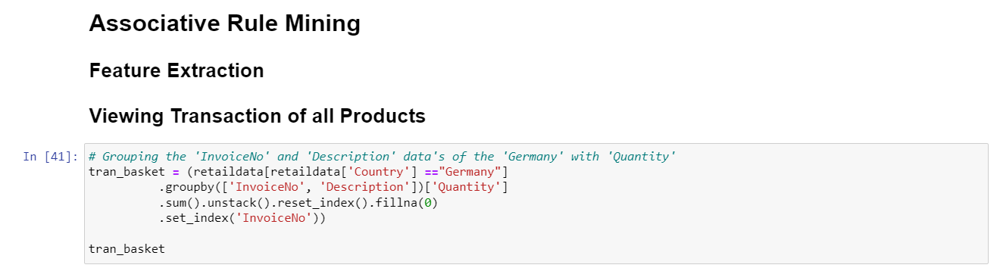 Associative Rule Mining
Feature Extraction
Viewing Transaction of all Products
In [41]: # Grouping the 'InvoiceNo' and 'Description' data's of the 'Germany' with 'Quantity'
tran_basket = (retaildata[retaildata['Country'] =="Germany"]
.groupby(['InvoiceNo', 'Description'])['Quantity']
.sum().unstack().reset_index().fillna(0)
.set_index('InvoiceNo'))
tran_basket